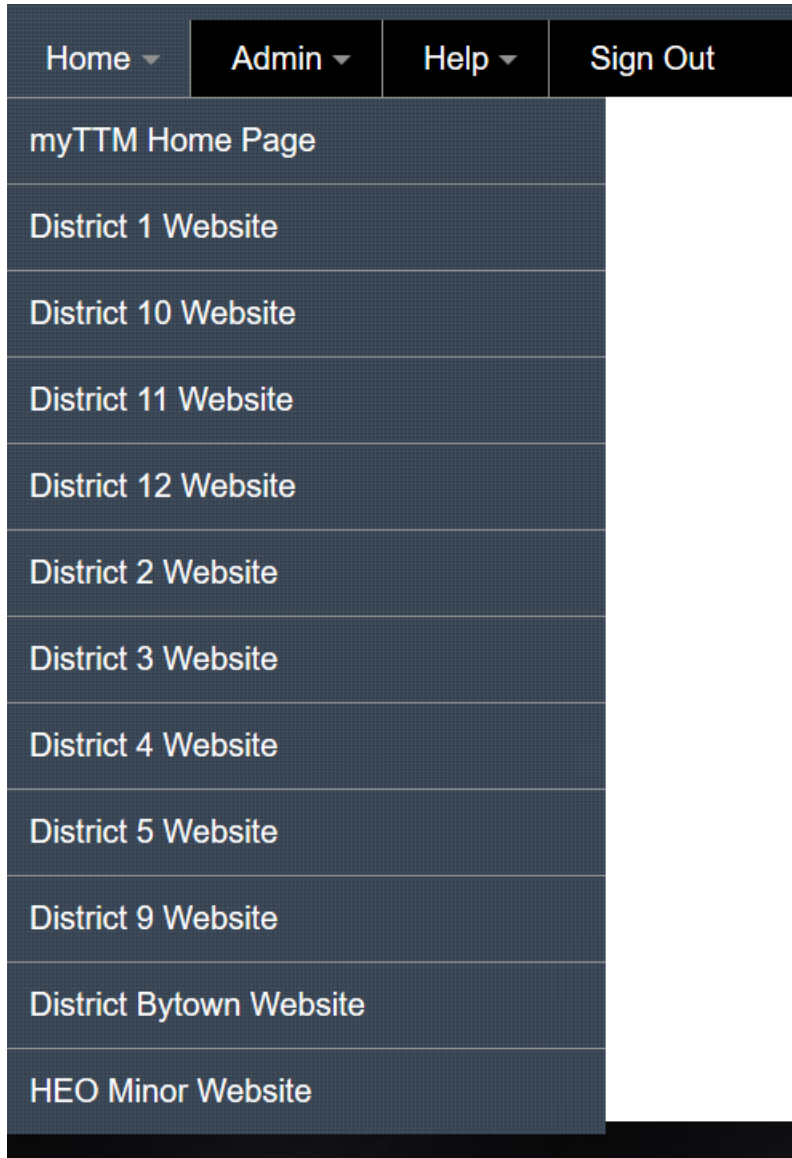 Home Admin Help Sign Out
myTTM Home Page
District 1 Website
District 10 Website
District 11 Website
District 12 Website
District 2 Website
District 3 Website
District 4 Website
District 5 Website
District 9 Website
District Bytown Website
HEO Minor Website